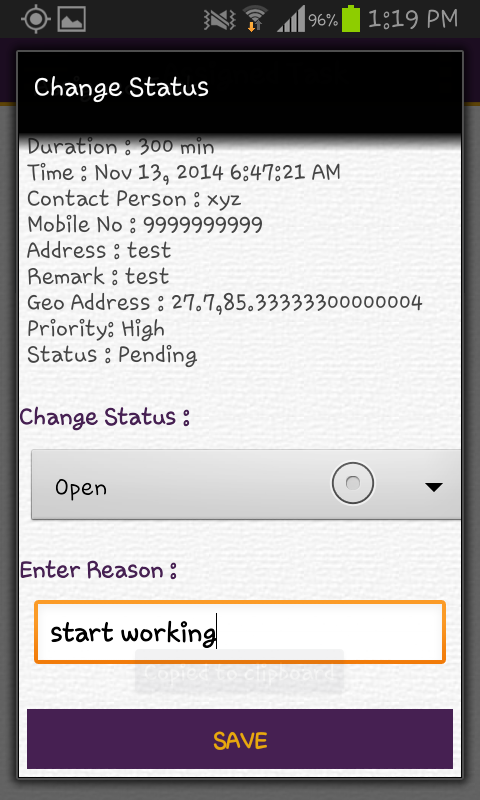 96% 1:19 PM
Change Status
Duration : 300 min
Time : Nov 13, 2014 6:47:21 AM
Contact Person : xyz
Mobile No : 9999999999
Address : test
Remark : test
Geo Address : 27.7,85.33333300000004
Priority: High
Status : Pending
Change Status :
Open
Enter Reason :
start working
Copied to clipboard
SAVE